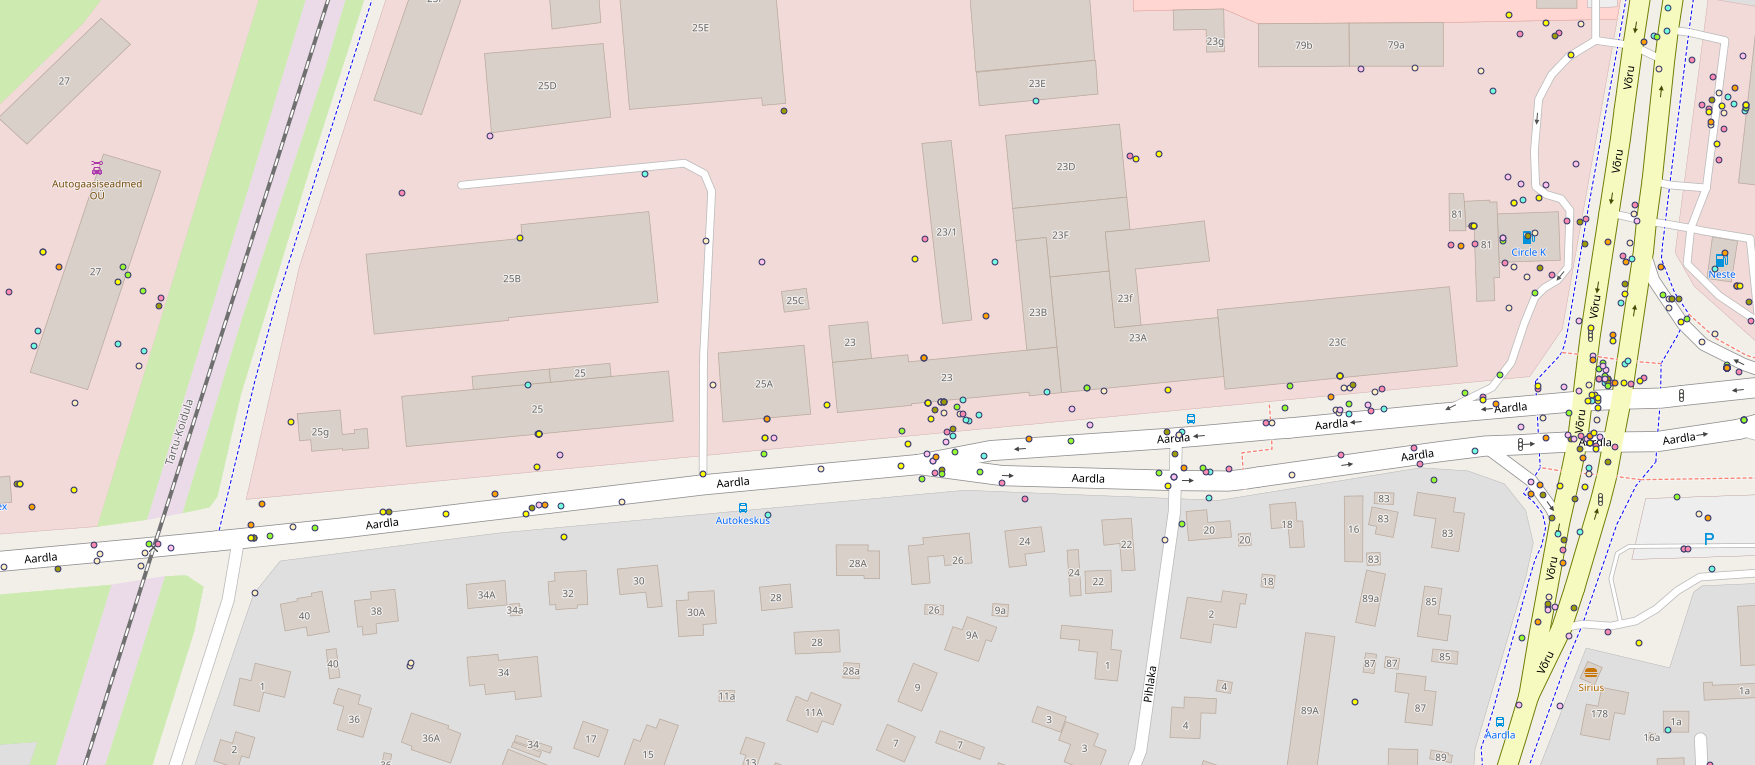 25E
23g
79b
79a
27
25D
23E
Võru
Autogaasiseadmed
OÜ
23D
Võru
23/1
23F
81
81
Circle K
27
25B
Neste
25C
23f
23B
Võru
23
23A
23C
25
23
25A
25
Aardla
Tartu-Koidula
25g
Aardla
Aardla
Võru
Aardla
Aardla
Aardla
Aardla
Aardla
Autokeskus
Aardla
Aardla
83
83
83
16
18
20
20
22
24
26
28A
P
83
24
22
18
Võru
30
32
34A
34a
28
30A
26
9a
9A
2
89a
85
38
40
28
1
85
87
87
40
34
28a
Pihlaka
Võru
Sirius
1
9
4
11a
36
11A
3
4
89A
87
178
1a
1a
Aardla
16a
2
36A
34
17
15
13
7
7
3
89
36